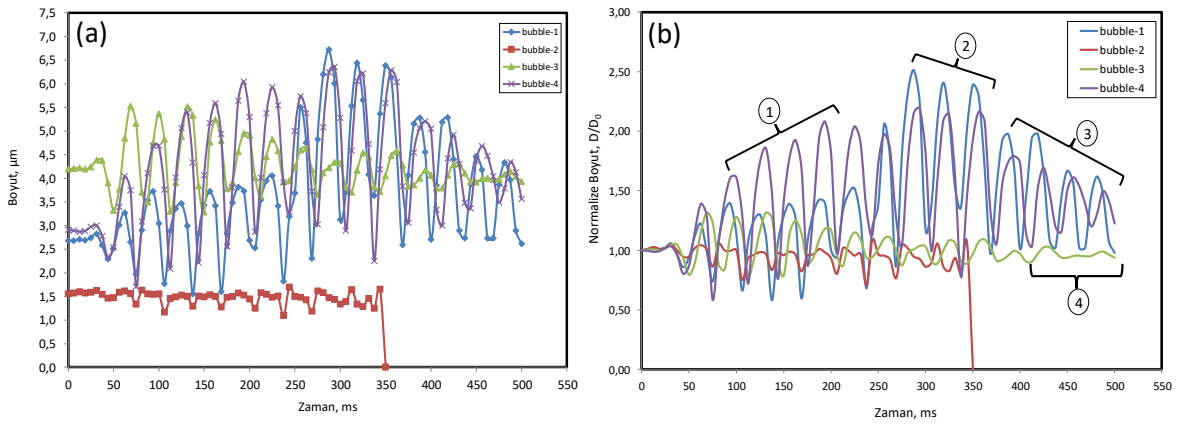 (a)
7,5
7,0
6,5
6,0
5,5
5,0
4,5
4,0
3,5
3,0
2,5
2,0
1,5
1,0
0,5
0,0
Boyut, µm
bubble-1
bubble-2
bubble-3
bubble-4
0 50 100 150 200 250 300 350 400 450 500 550
Zaman, ms
(b)
3,00
2,50
2,00
1,50
1,00
0,50
0,00
Normalize Boyut, D/D₀
bubble-1
bubble-2
bubble-3
bubble-4
1
2
3
4
0 50 100 150 200 250 300 350 400 450 500 550
Zaman, ms